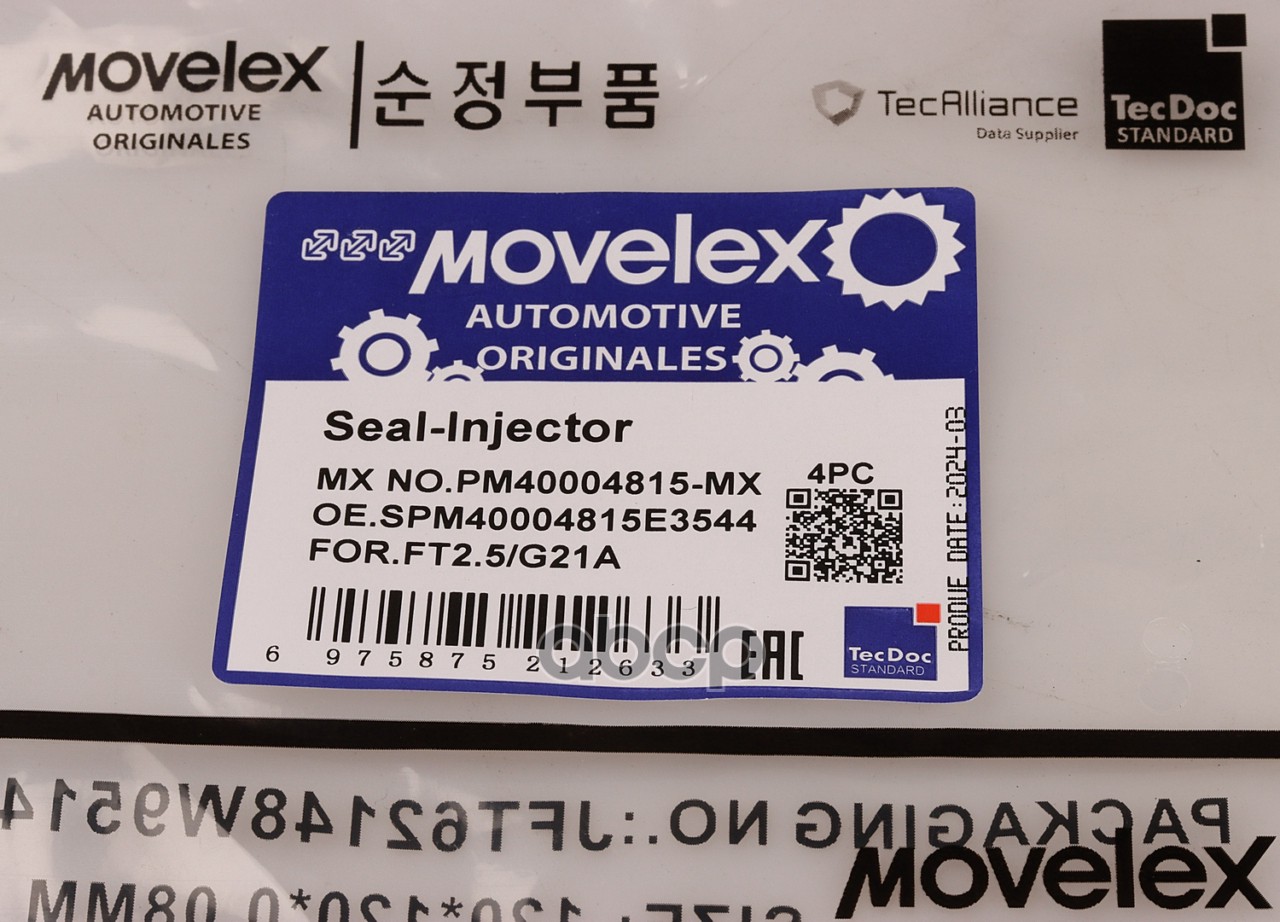 movelex
AUTOMOTIVE
ORIGINALES
순정부품
TecAlliance
Data Supplier
TecDoc
STANDARD
movelex
AUTOMOTIVE
ORIGINALES
Seal-Injector
MX NO.PM40004815-MX
4PC
OE.SPM40004815E3544
FOR.FT2.5/G21A
PRODUE DATE:2024-03
6 975875 212633
abcp
EAC
TecDoc
STANDARD
PACKAGING NO.:JFT62148W9514
movelex